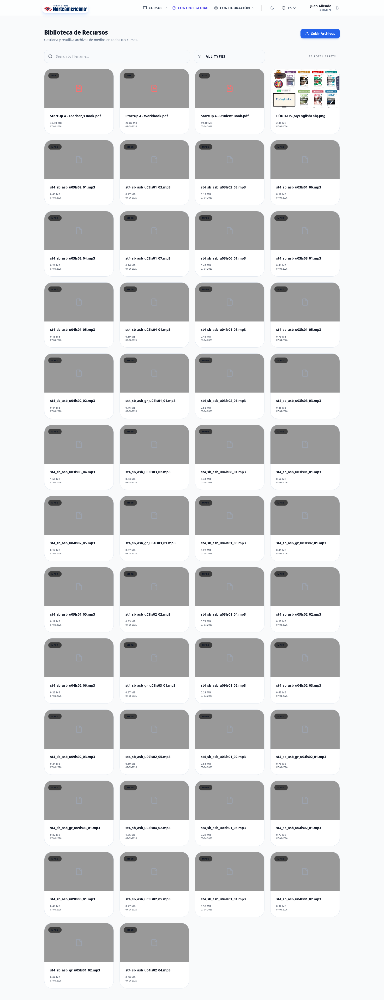 Instituto Chileno
Norteamericano
CURSOS
CONTROL GLOBAL
CONFIGURACIÓN
ES
Juan Allende
ADMIN
Biblioteca de Recursos
Gestiona y reutiliza archivos de medios en todos tus cursos.
Subir Archivos
Search by filename...
ALL TYPES
50 TOTAL ASSETS
PDF
PDF
PDF
PNG
MyEnglishLab
StartUp 4 - Teacher_s Book.pdf
30.90 MB
07-04-2026
StartUp 4 - Workbook.pdf
26.87 MB
07-04-2026
StartUp 4 - Student Book.pdf
19.10 MB
07-04-2026
CÓDIGOS (MyEnglishLab).png
2.38 MB
07-04-2026
MPEG
st4_sb_asb_u09ls02_01.mp3
0.43 MB
07-04-2026
MPEG
st4_sb_asb_u03ls01_03.mp3
0.47 MB
07-04-2026
MPEG
st4_sb_asb_u03ls02_03.mp3
0.19 MB
07-04-2026
MPEG
st4_sb_asb_u03ls01_06.mp3
0.18 MB
07-04-2026
MPEG
st4_sb_asb_u03ls02_04.mp3
0.26 MB
07-04-2026
MPEG
st4_sb_asb_u03ls01_07.mp3
0.26 MB
07-04-2026
MPEG
st4_sb_asb_u03ls06_01.mp3
0.45 MB
07-04-2026
MPEG
st4_sb_asb_u03ls03_01.mp3
0.41 MB
07-04-2026
MPEG
st4_sb_asb_u04ls01_05.mp3
0.16 MB
07-04-2026
MPEG
st4_sb_asb_u03ls04_01.mp3
0.39 MB
07-04-2026
MPEG
st4_sb_asb_u04ls01_03.mp3
0.41 MB
07-04-2026
MPEG
st4_sb_asb_u03ls01_05.mp3
0.79 MB
07-04-2026
MPEG
st4_sb_asb_u04ls02_02.mp3
0.44 MB
07-04-2026
MPEG
st4_sb_asb_gr_u03ls01_01.mp3
0.46 MB
07-04-2026
MPEG
st4_sb_asb_u03ls02_01.mp3
0.52 MB
07-04-2026
MPEG
st4_sb_asb_u03ls03_03.mp3
0.48 MB
07-04-2026
MPEG
st4_sb_asb_u03ls03_04.mp3
1.60 MB
07-04-2026
MPEG
st4_sb_asb_u03ls03_02.mp3
0.33 MB
07-04-2026
MPEG
st4_sb_asb_u04ls06_01.mp3
0.41 MB
07-04-2026
MPEG
st4_sb_asb_u03ls01_01.mp3
0.62 MB
07-04-2026
MPEG
st4_sb_asb_u04ls02_05.mp3
0.17 MB
07-04-2026
MPEG
st4_sb_asb_gr_u04ls03_01.mp3
0.37 MB
07-04-2026
MPEG
st4_sb_asb_u04ls01_06.mp3
0.22 MB
07-04-2026
MPEG
st4_sb_asb_gr_u03ls02_01.mp3
0.49 MB
07-04-2026
MPEG
st4_sb_asb_u09ls01_05.mp3
0.18 MB
07-04-2026
MPEG
st4_sb_asb_u03ls02_02.mp3
0.63 MB
07-04-2026
MPEG
st4_sb_asb_u03ls01_04.mp3
0.74 MB
07-04-2026
MPEG
st4_sb_asb_u09ls02_02.mp3
0.25 MB
07-04-2026
MPEG
st4_sb_asb_u04ls02_06.mp3
0.23 MB
07-04-2026
MPEG
st4_sb_asb_gr_u03ls03_01.mp3
0.67 MB
07-04-2026
MPEG
st4_sb_asb_u09ls01_02.mp3
0.28 MB
07-04-2026
MPEG
st4_sb_asb_u04ls02_03.mp3
0.65 MB
07-04-2026
MPEG
st4_sb_asb_u09ls02_03.mp3
0.24 MB
07-04-2026
MPEG
st4_sb_asb_u09ls02_05.mp3
0.19 MB
07-04-2026
MPEG
st4_sb_asb_u03ls01_02.mp3
0.54 MB
07-04-2026
MPEG
st4_sb_asb_gr_u04ls02_01.mp3
0.76 MB
07-04-2026
MPEG
st4_sb_asb_gr_u09ls03_01.mp3
0.82 MB
07-04-2026
MPEG
st4_sb_asb_u03ls04_02.mp3
1.76 MB
07-04-2026
MPEG
st4_sb_asb_u09ls01_06.mp3
0.22 MB
07-04-2026
MPEG
st4_sb_asb_u04ls02_01.mp3
0.77 MB
07-04-2026
MPEG
st4_sb_asb_u09ls03_01.mp3
0.48 MB
07-04-2026
MPEG
st4_sb_asb_u05ls02_05.mp3
0.27 MB
07-04-2026
MPEG
st4_sb_asb_u04ls01_01.mp3
0.58 MB
07-04-2026
MPEG
st4_sb_asb_u04ls01_02.mp3
0.32 MB
07-04-2026
MPEG
st4_sb_asb_gr_u05ls01_02.mp3
0.64 MB
07-04-2026
MPEG
st4_sb_asb_u04ls02_04.mp3
0.80 MB
07-04-2026